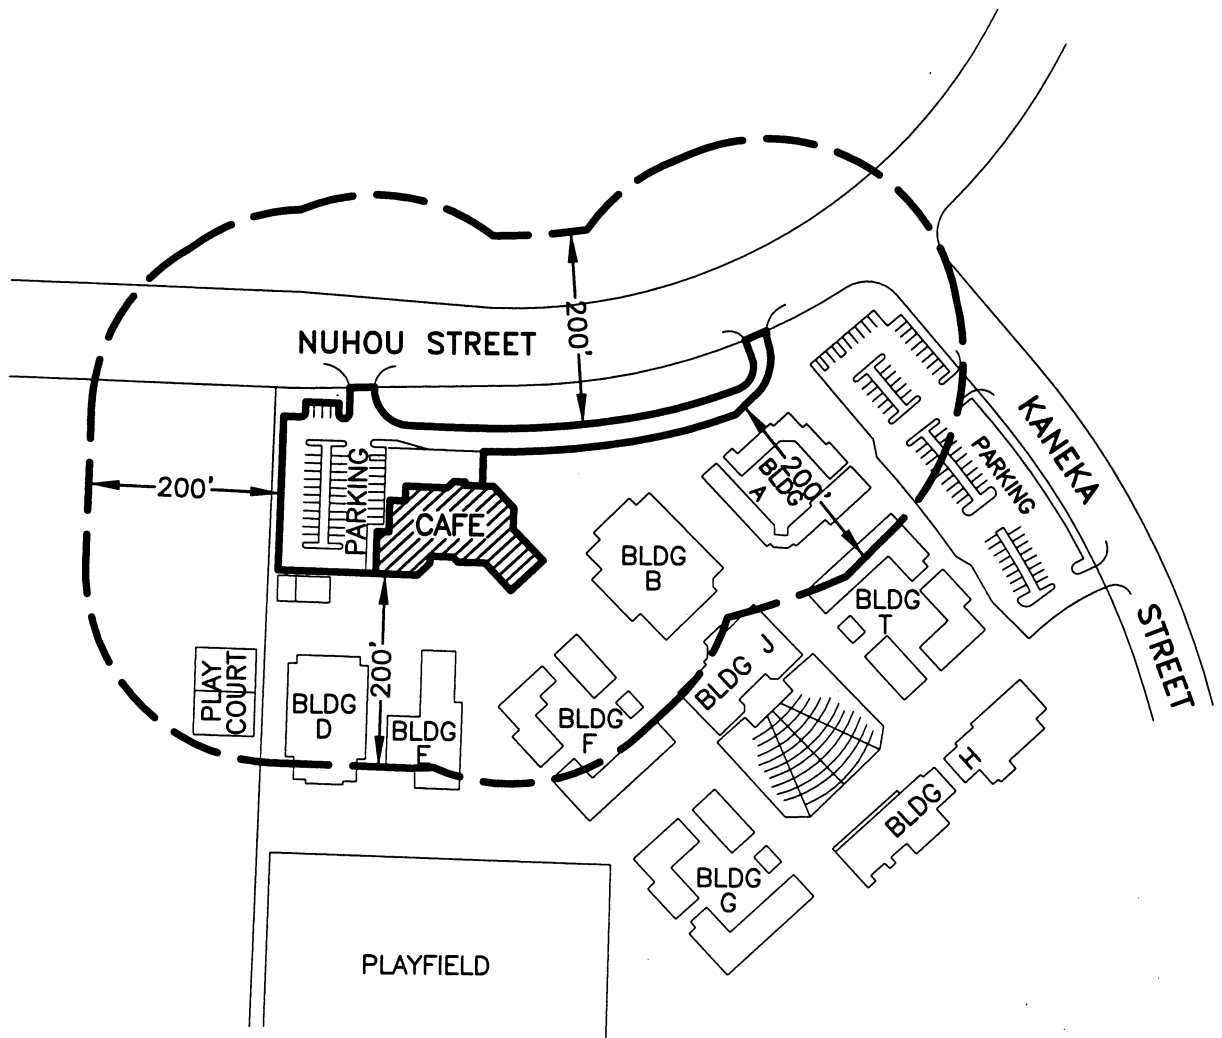 200'
NUHOU STREET
KANEKA
STREET
200'
PARKING
CAFE
200'
BLDG
A
PARKING
BLDG
B
BLDG
T
200'
PLAY
COURT
BLDG
D
BLDG
E
BLDG
F
BLDG J
BLDG H
BLDG
G
PLAYFIELD